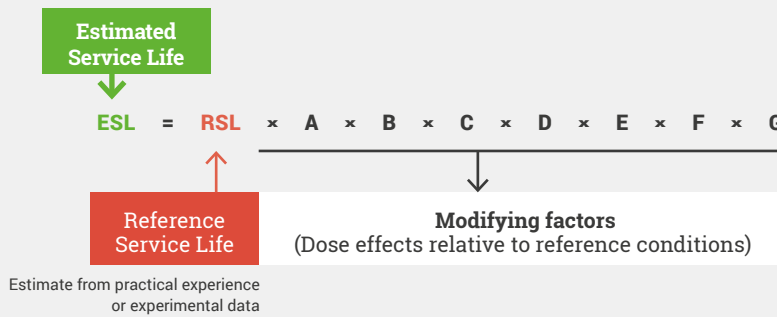 Estimated
Service Life
ESL = RSL × A × B × C × D × E × F × G
Reference
Service Life
Modifying factors
(Dose effects relative to reference conditions)
Estimate from practical experience
or experimental data